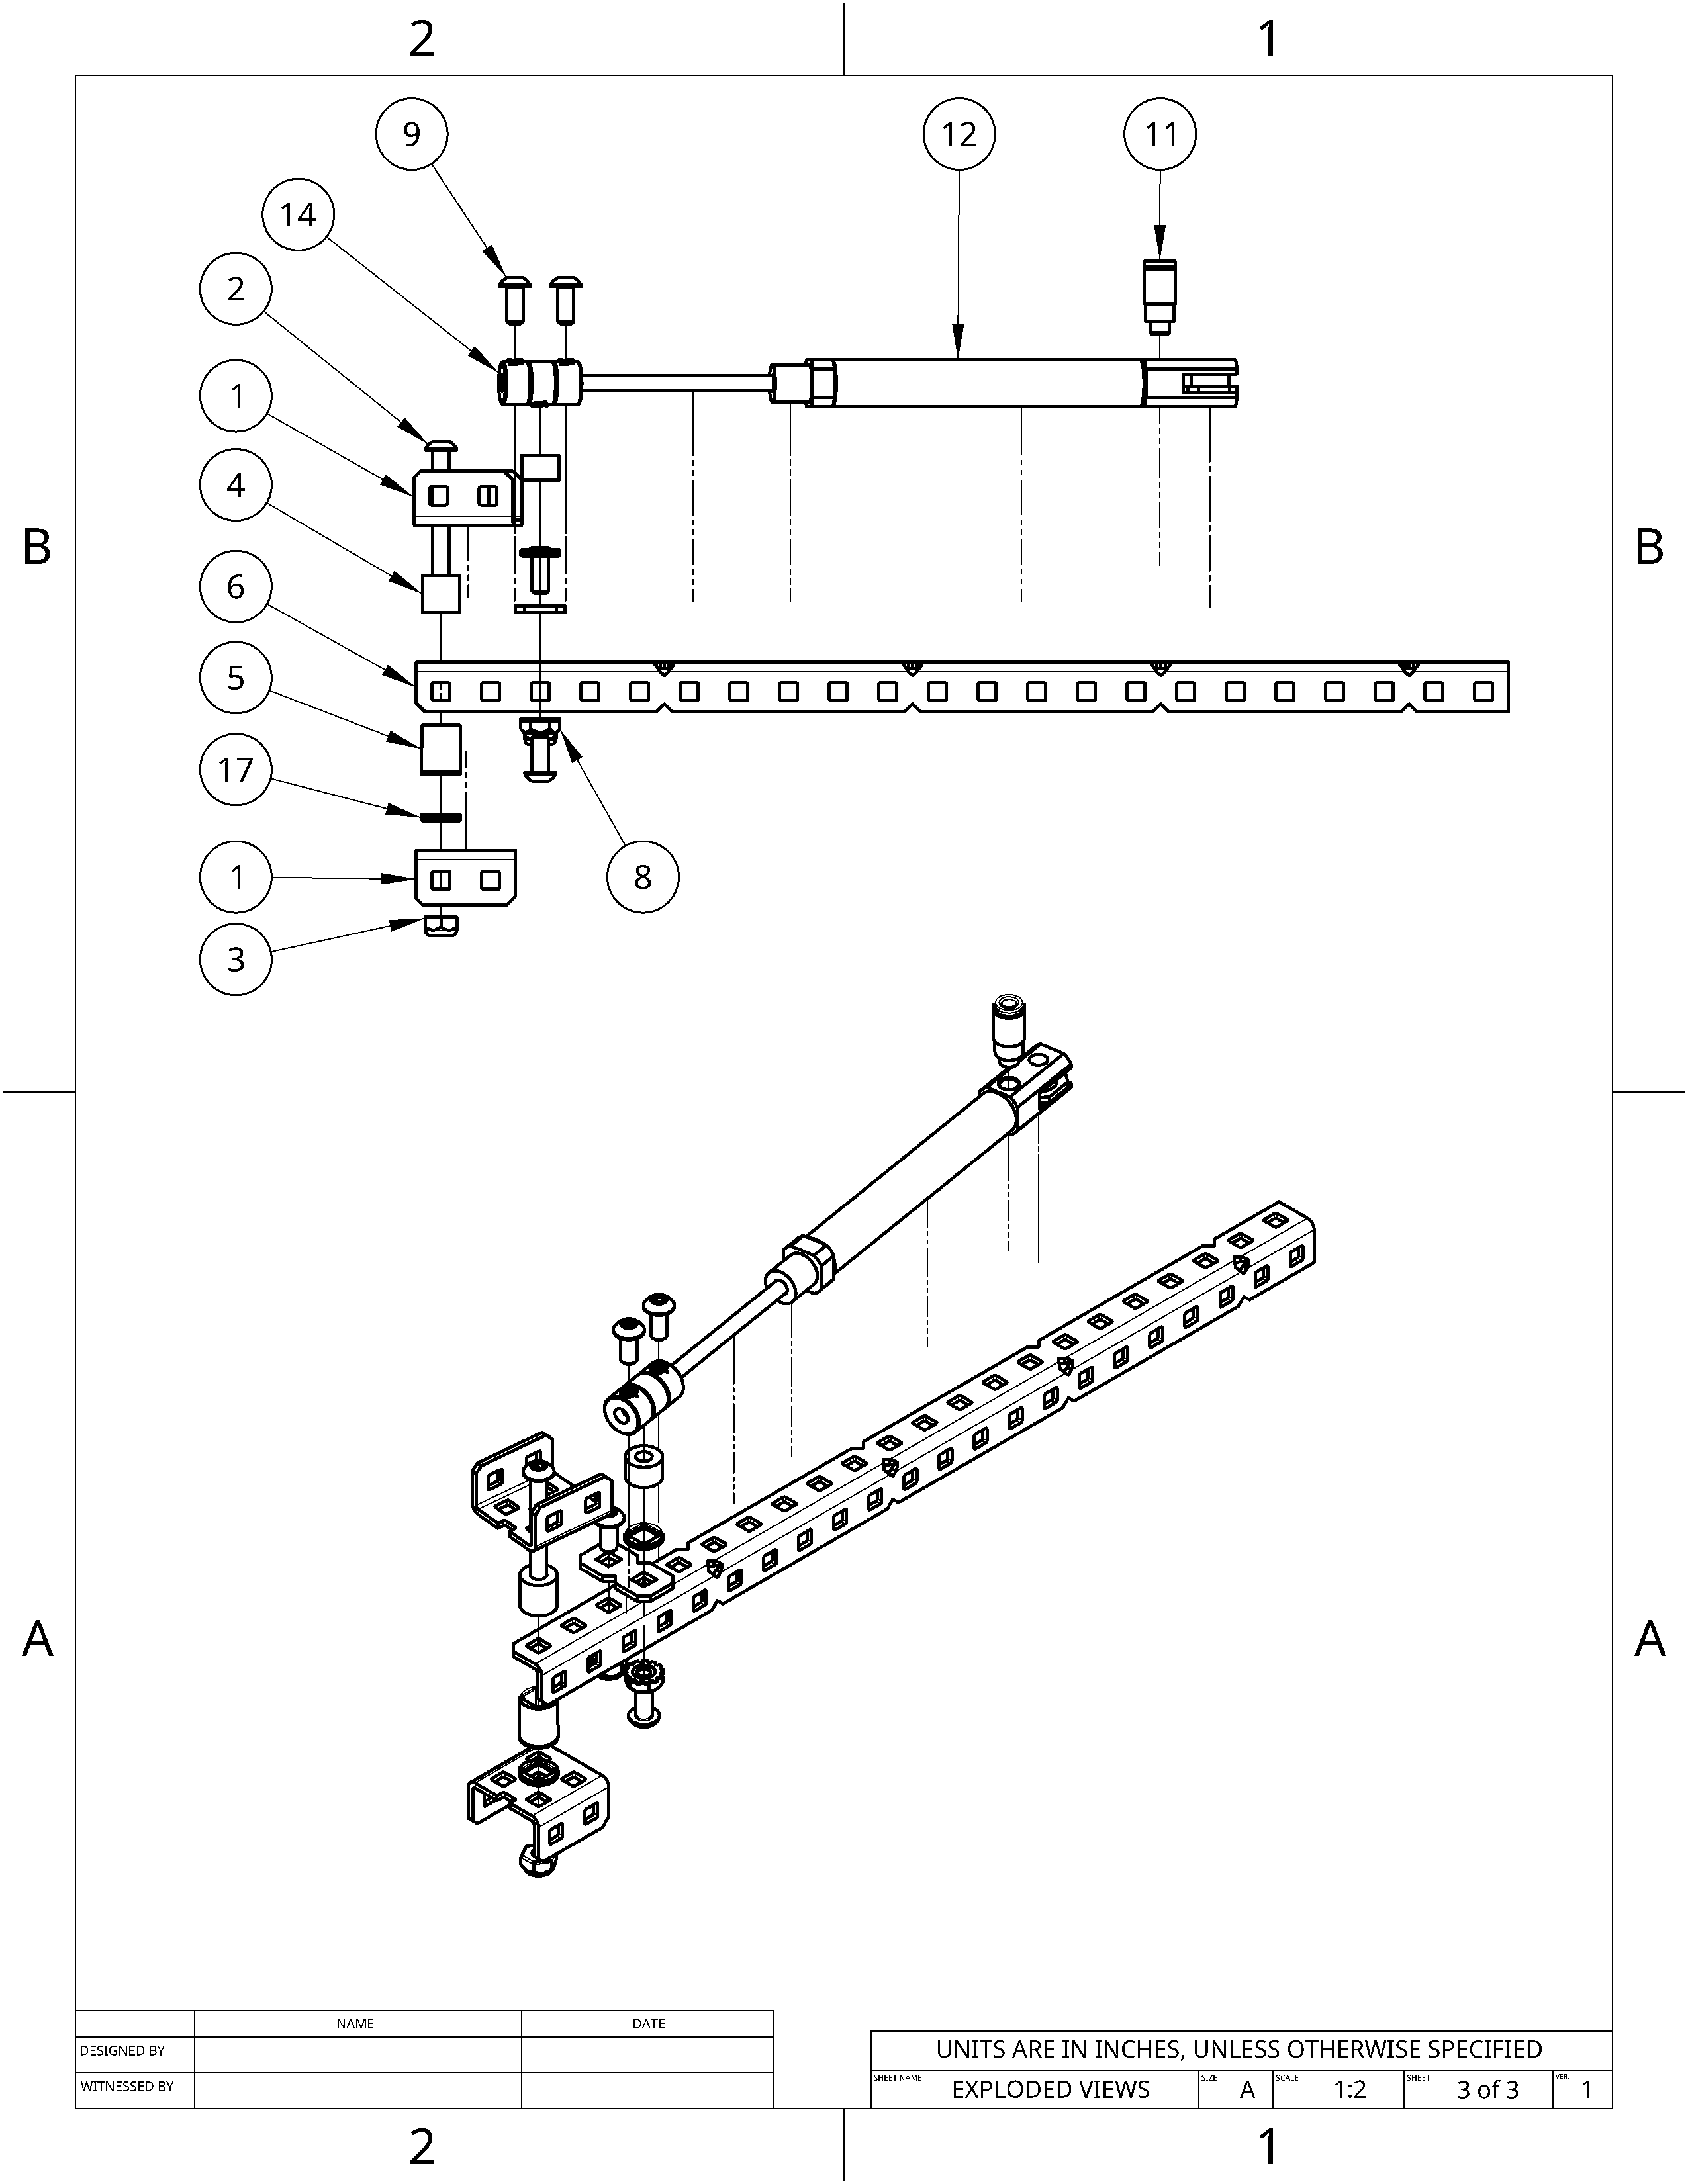 2 1
9 12 11
14
2
1
4
B B
6
5
17
1 8
3
A A
NAME DATE
DESIGNED BY
WITNESSED BY
UNITS ARE IN INCHES, UNLESS OTHERWISE SPECIFIED
SHEET NAME EXPLODED VIEWS SIZE A SCALE 1:2 SHEET 3 of 3 VER. 1
2 1